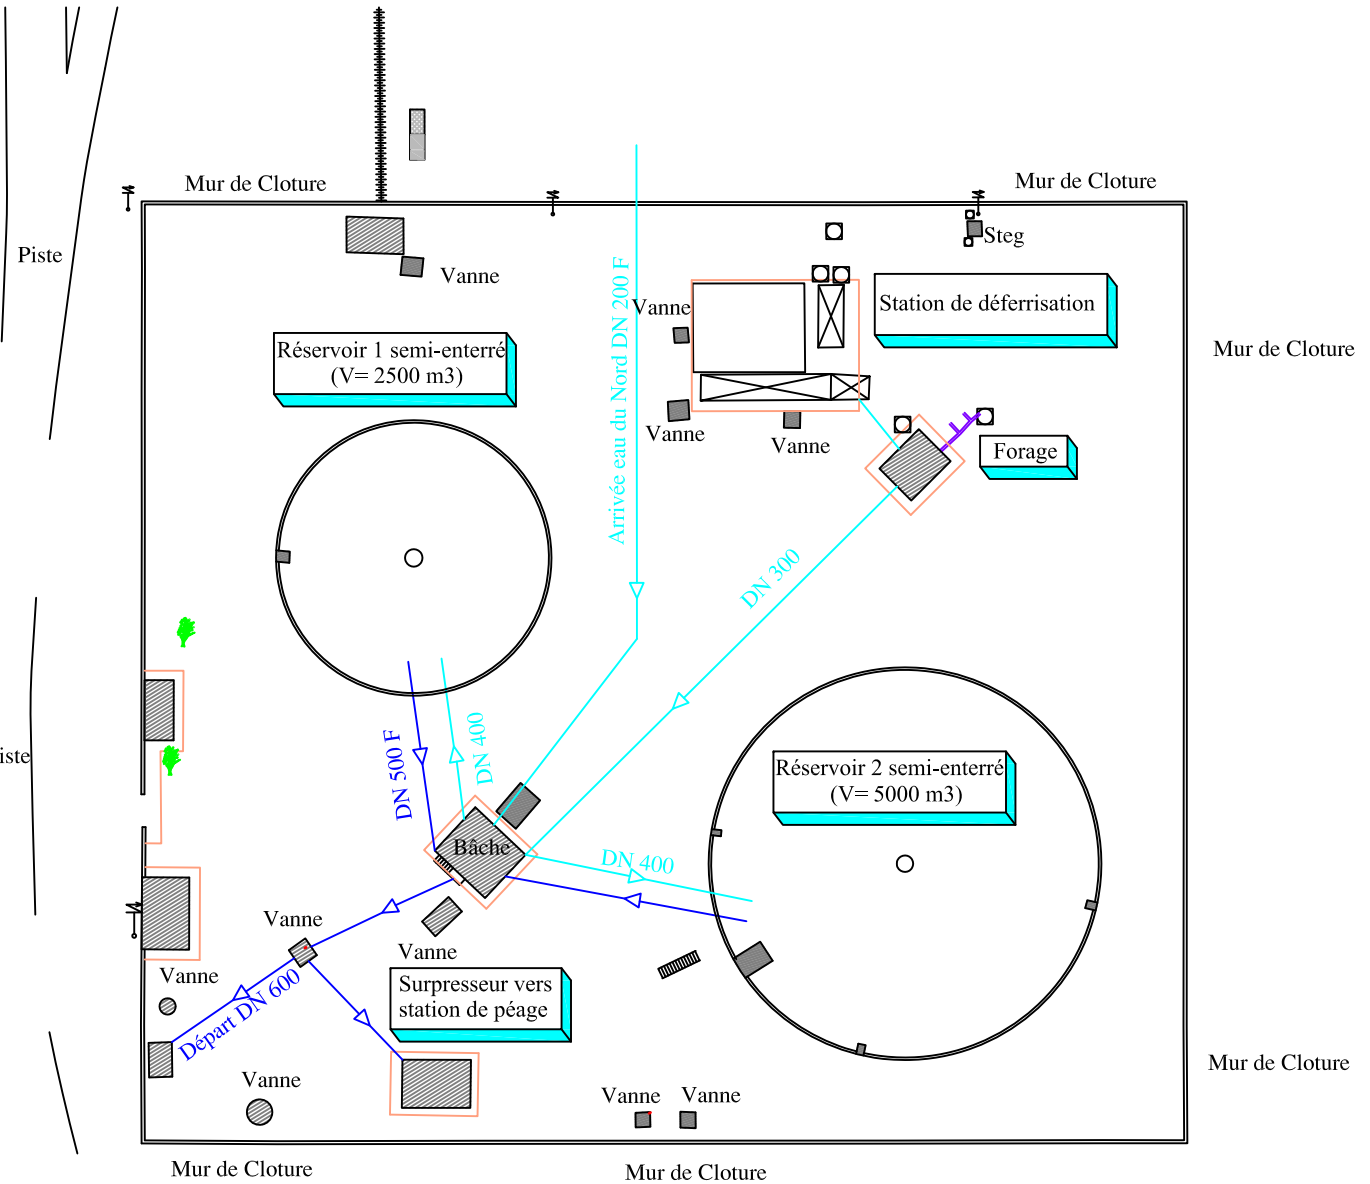 Mur de Cloture
Mur de Cloture
Piste
Steg
Vanne
Arrivée eau du Nord DN 200 F
Vanne
Station de déferrisation
Réservoir 1 semi-enterré
(V= 2500 m3)
Mur de Cloture
Vanne
Vanne
Forage
DN 300
DN 500 F
DN 400
iste
Réservoir 2 semi-enterré
(V= 5000 m3)
Bâche
DN 400
Vanne
Vanne
Vanne
Départ DN 600
Surpresseur vers
station de péage
Vanne
Vanne
Vanne
Mur de Cloture
Mur de Cloture
Mur de Cloture